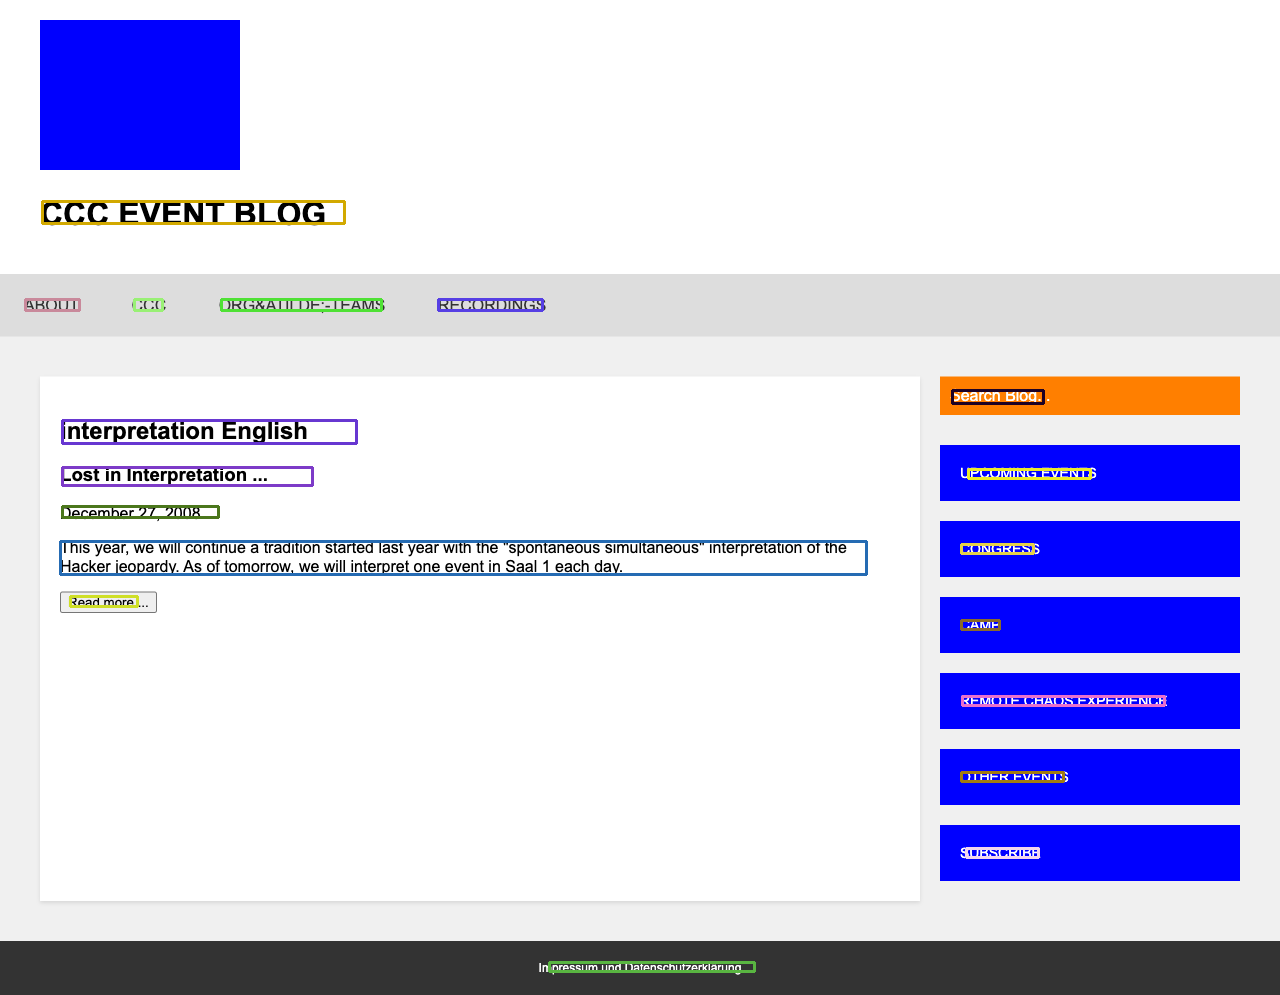 CCC EVENT BLOG
ABOUT
CCC
ORG&ATILDE;-TEAMS
RECORDINGS
interpretation English
Lost in Interpretation ...
December 27, 2008
This year, we will continue a tradition started last year with the "spontaneous simultaneous" interpretation of the
Hacker jeopardy. As of tomorrow, we will interpret one event in Saal 1 each day.
Read more ...
Search Blog...
UPCOMING EVENTS
CONGRESS
CAMP
REMOTE CHAOS EXPERIENCE
OTHER EVENTS
SUBSCRIBE
Impressum und Datenschutzerklärung